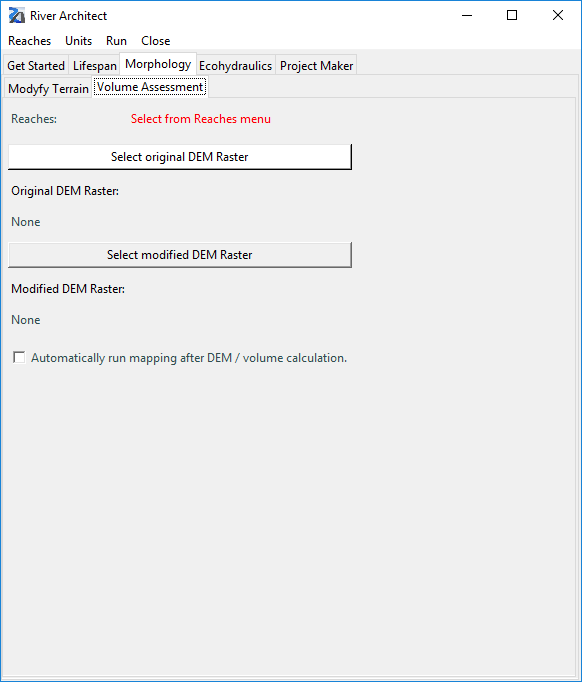 River Architect
Reaches Units Run Close
Get Started Lifespan Morphology Ecohydraulics Project Maker
Modyfy Terrain Volume Assessment
Reaches: Select from Reaches menu
Select original DEM Raster
Original DEM Raster:
None
Select modified DEM Raster
Modified DEM Raster:
None
Automatically run mapping after DEM / volume calculation.